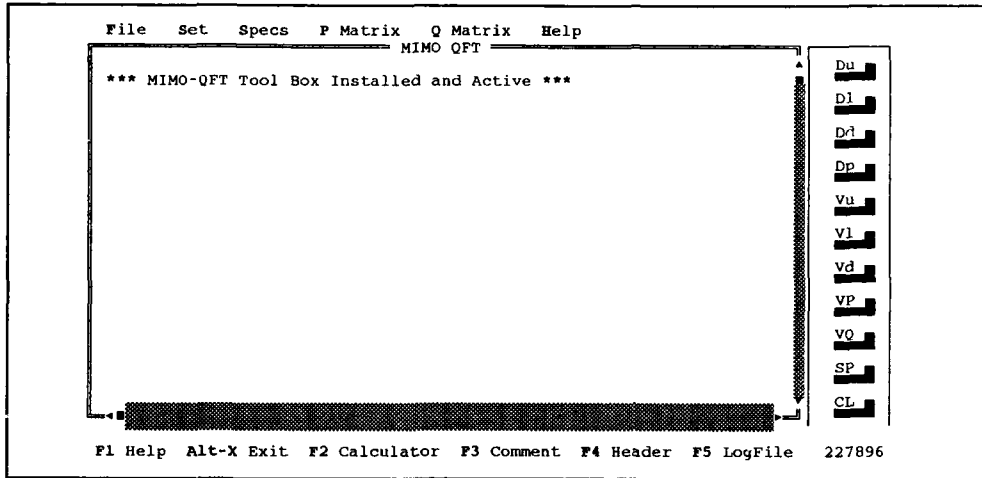 File Set Specs P Matrix Q Matrix Help
MIMO QFT
*** MIMO-QFT Tool Box Installed and Active ***
Du
Dl
Dd
Dp
Vu
Vl
Vd
VP
VQ
SP
CL
F1 Help Alt-X Exit F2 Calculator F3 Comment F4 Header F5 LogFile 227896